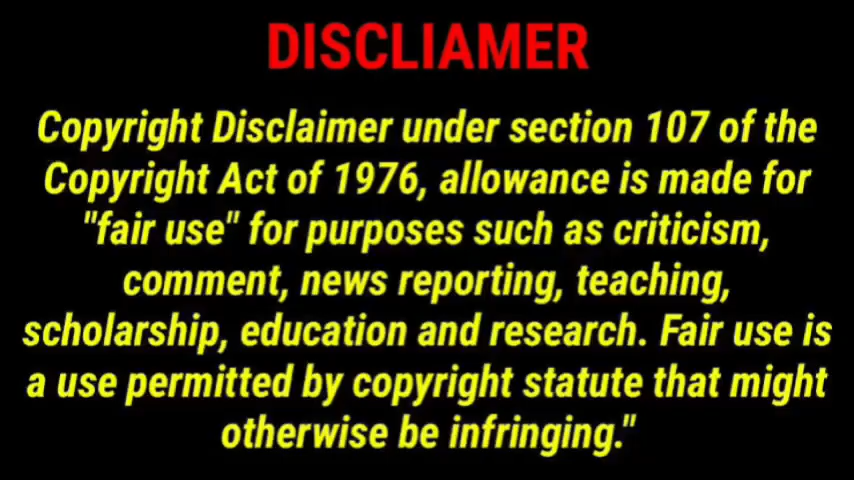 DISCLIAMER
Copyright Disclaimer under section 107 of the
Copyright Act of 1976, allowance is made for
"fair use" for purposes such as criticism,
comment, news reporting, teaching,
scholarship, education and research. Fair use is
a use permitted by copyright statute that might
otherwise be infringing."